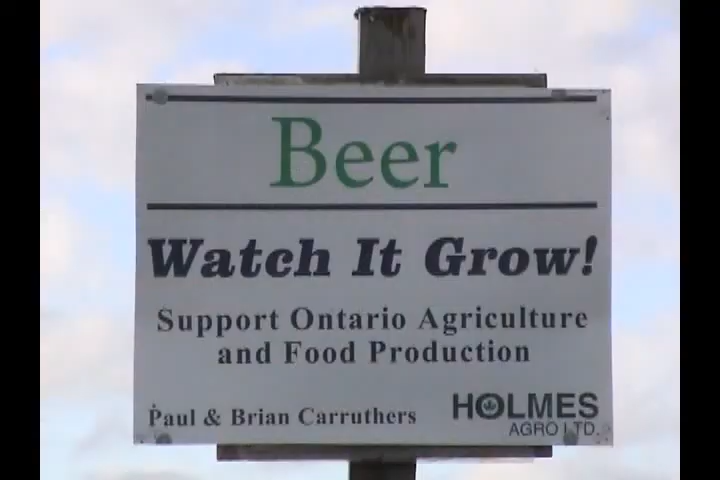 Beer
Watch It Grow!
Support Ontario Agriculture
and Food Production
Paul & Brian Carruthers
HOLMES
AGRO LTD.